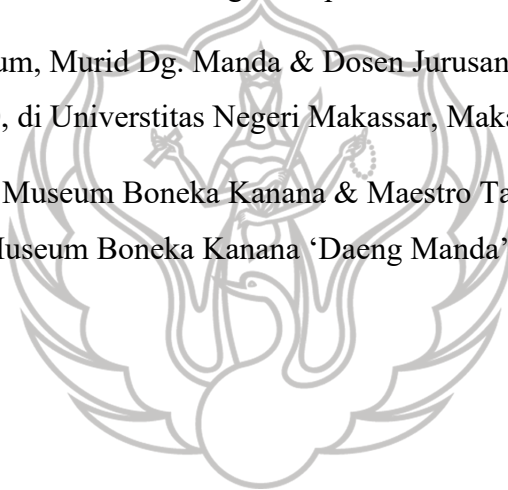 um, Murid Dg. Manda & Dosen Jurusan
, di Universtitas Negeri Makassar, Maka
Museum Boneka Kanana & Maestro Ta
useum Boneka Kanana ‘Daeng Manda’